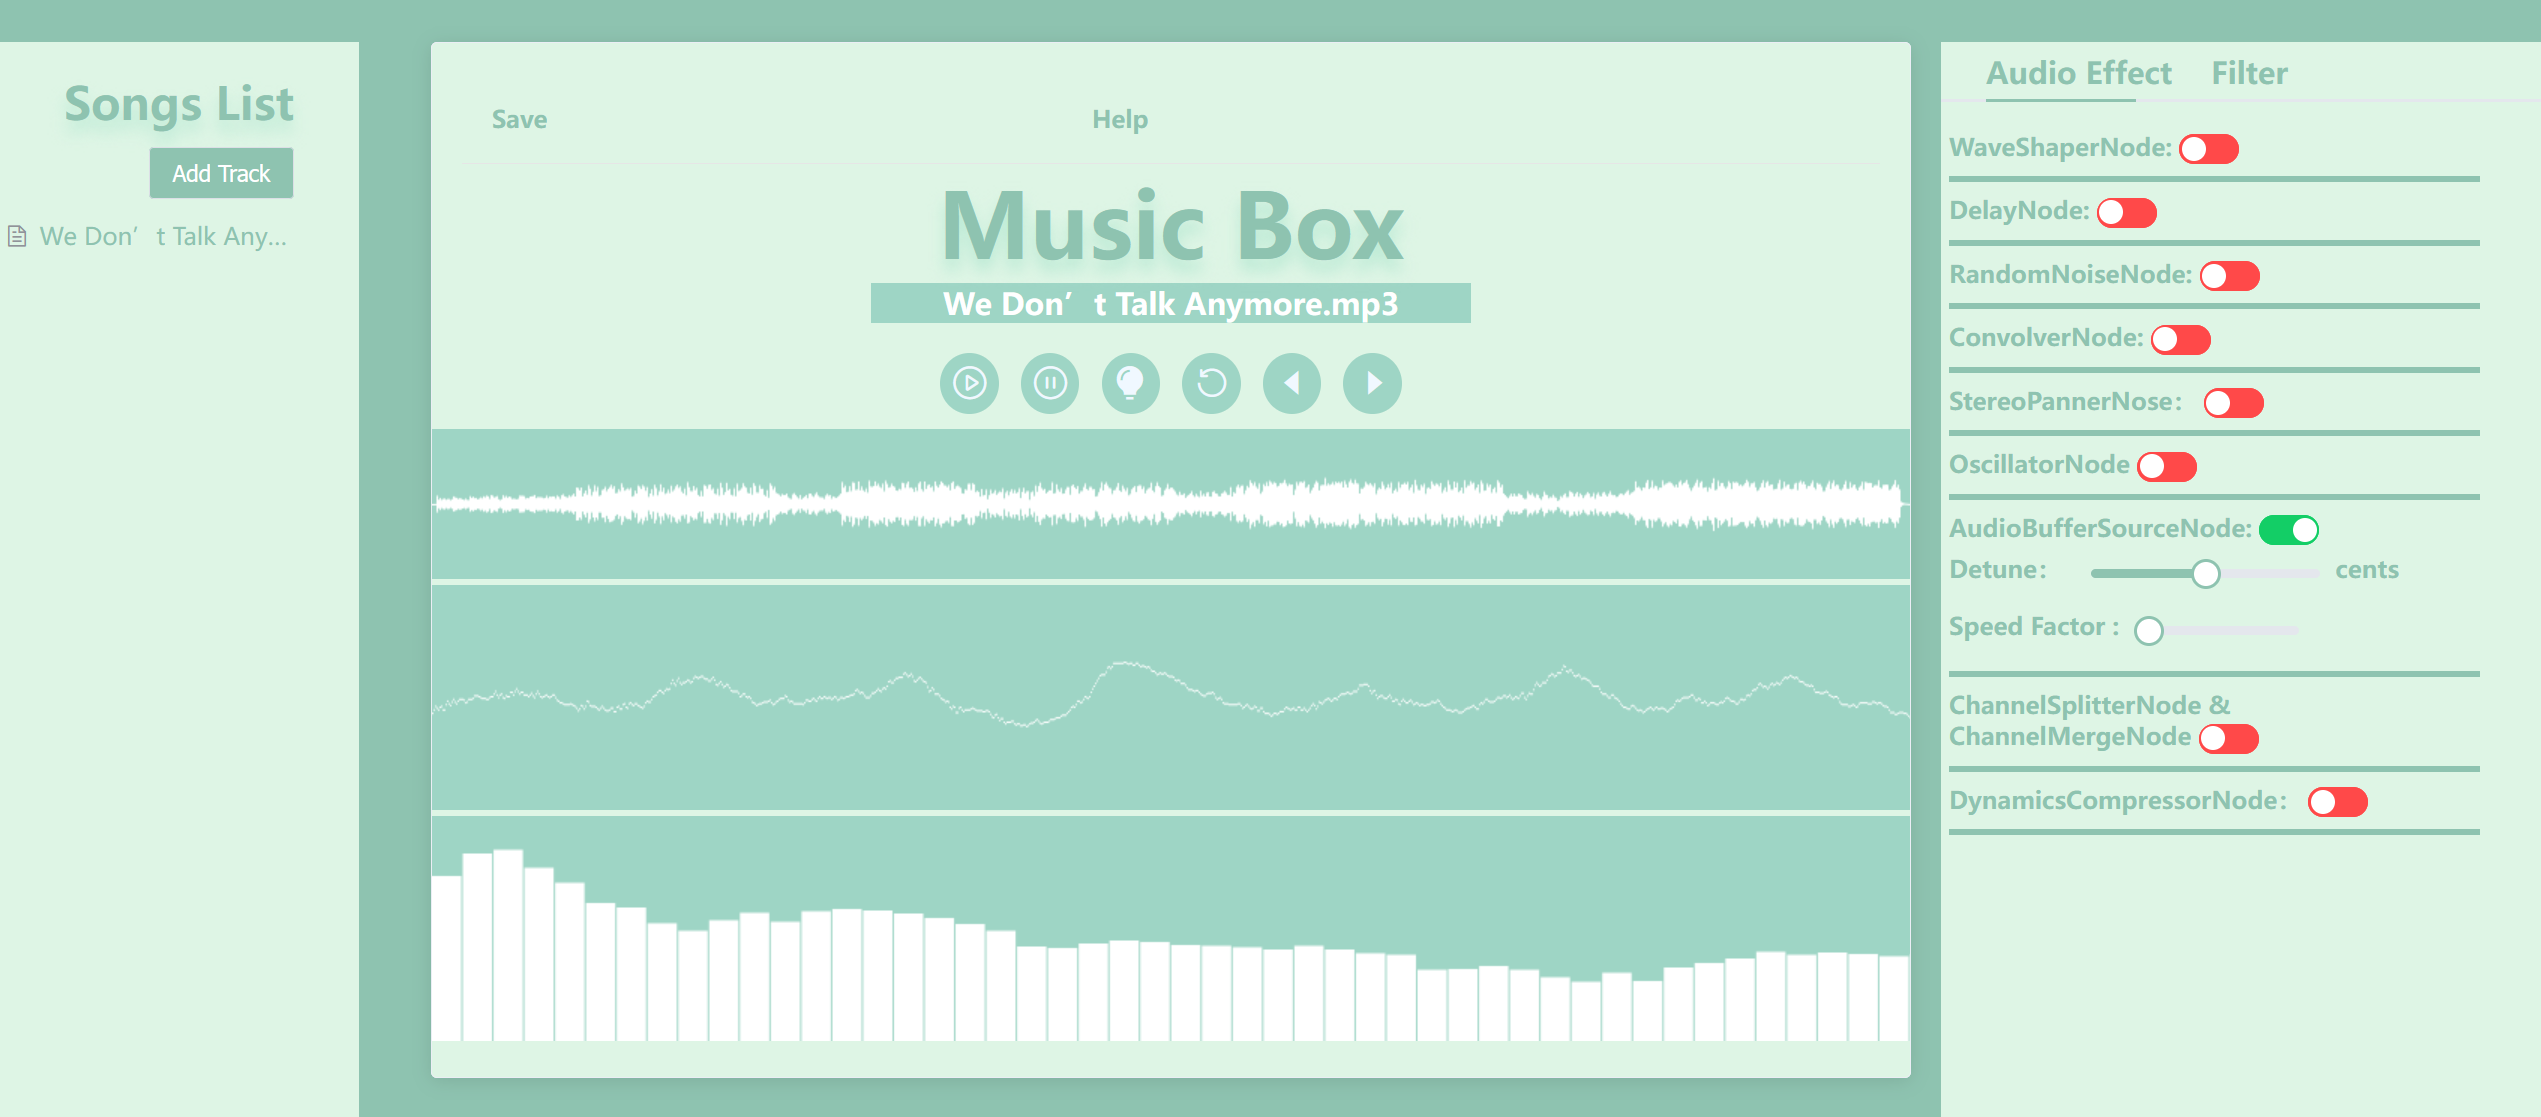 Songs List
Add Track
We Don’t Talk Any...
Save
Help
Music Box
We Don’t Talk Anymore.mp3
Audio Effect
Filter
WaveShaperNode:
DelayNode:
RandomNoiseNode:
ConvolverNode:
StereoPannerNose：
OscillatorNode
AudioBufferSourceNode:
Detune： cents
Speed Factor :
ChannelSplitterNode &
ChannelMergeNode
DynamicsCompressorNode：